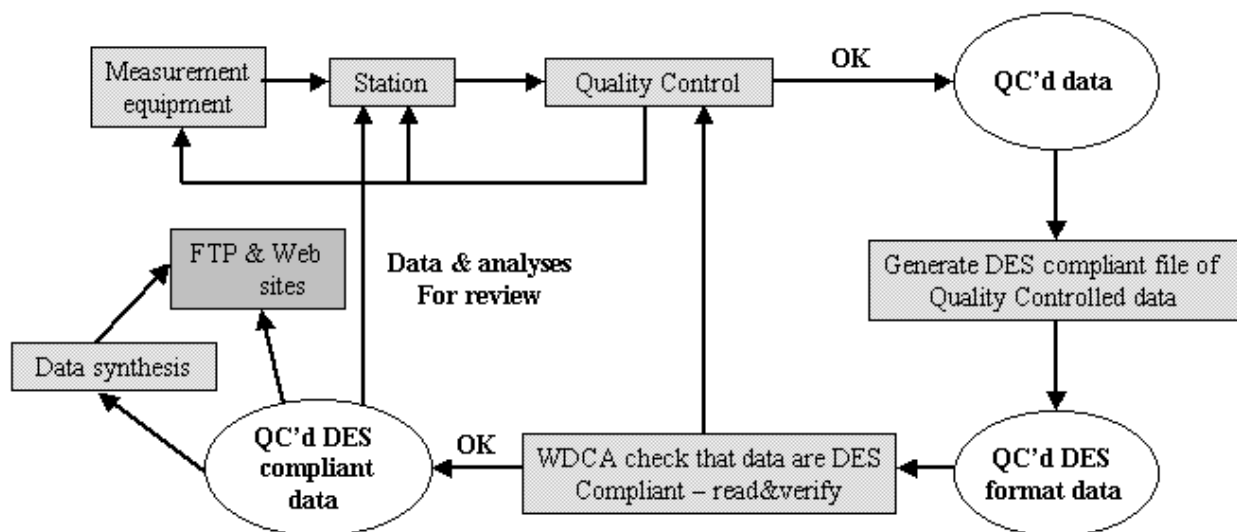 Measurement
equipment
Station
Quality Control
OK
QC’d data
FTP & Web
sites
Data & analyses
For review
Generate DES compliant file of
Quality Controlled data
Data synthesis
QC’d DES
compliant
data
OK
WDCA check that data are DES
Compliant – read&verify
QC’d DES
format data